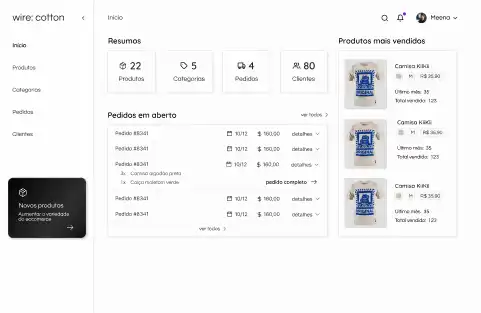 wire: cotton
Início
Produtos
Categorias
Pedidos
Clientes
Novos produtos
Aumentar a variedade do ecommerce
Início
Meena
Resumos
22
Produtos
5
Categorias
4
Pedidos
80
Clientes
Pedidos em aberto
ver todos
Pedido #8341 10/12 $ 160,00 detalhes
Pedido #8341 10/12 $ 160,00 detalhes
Pedido #8341 10/12 $ 160,00 detalhes
3x Camisa algodão preta
1x Calça moletom verde pedido completo
Pedido #8341 10/12 $ 160,00 detalhes
Pedido #8341 10/12 $ 160,00 detalhes
ver todos
Produtos mais vendidos
Camisa KiKii
M R$ 35,90
Último mês: 35
Total vendido: 123
Camisa KiKii
M R$ 35,90
Último mês: 35
Total vendido: 123
Camisa KiKii
M R$ 35,90
Último mês: 35
Total vendido: 123